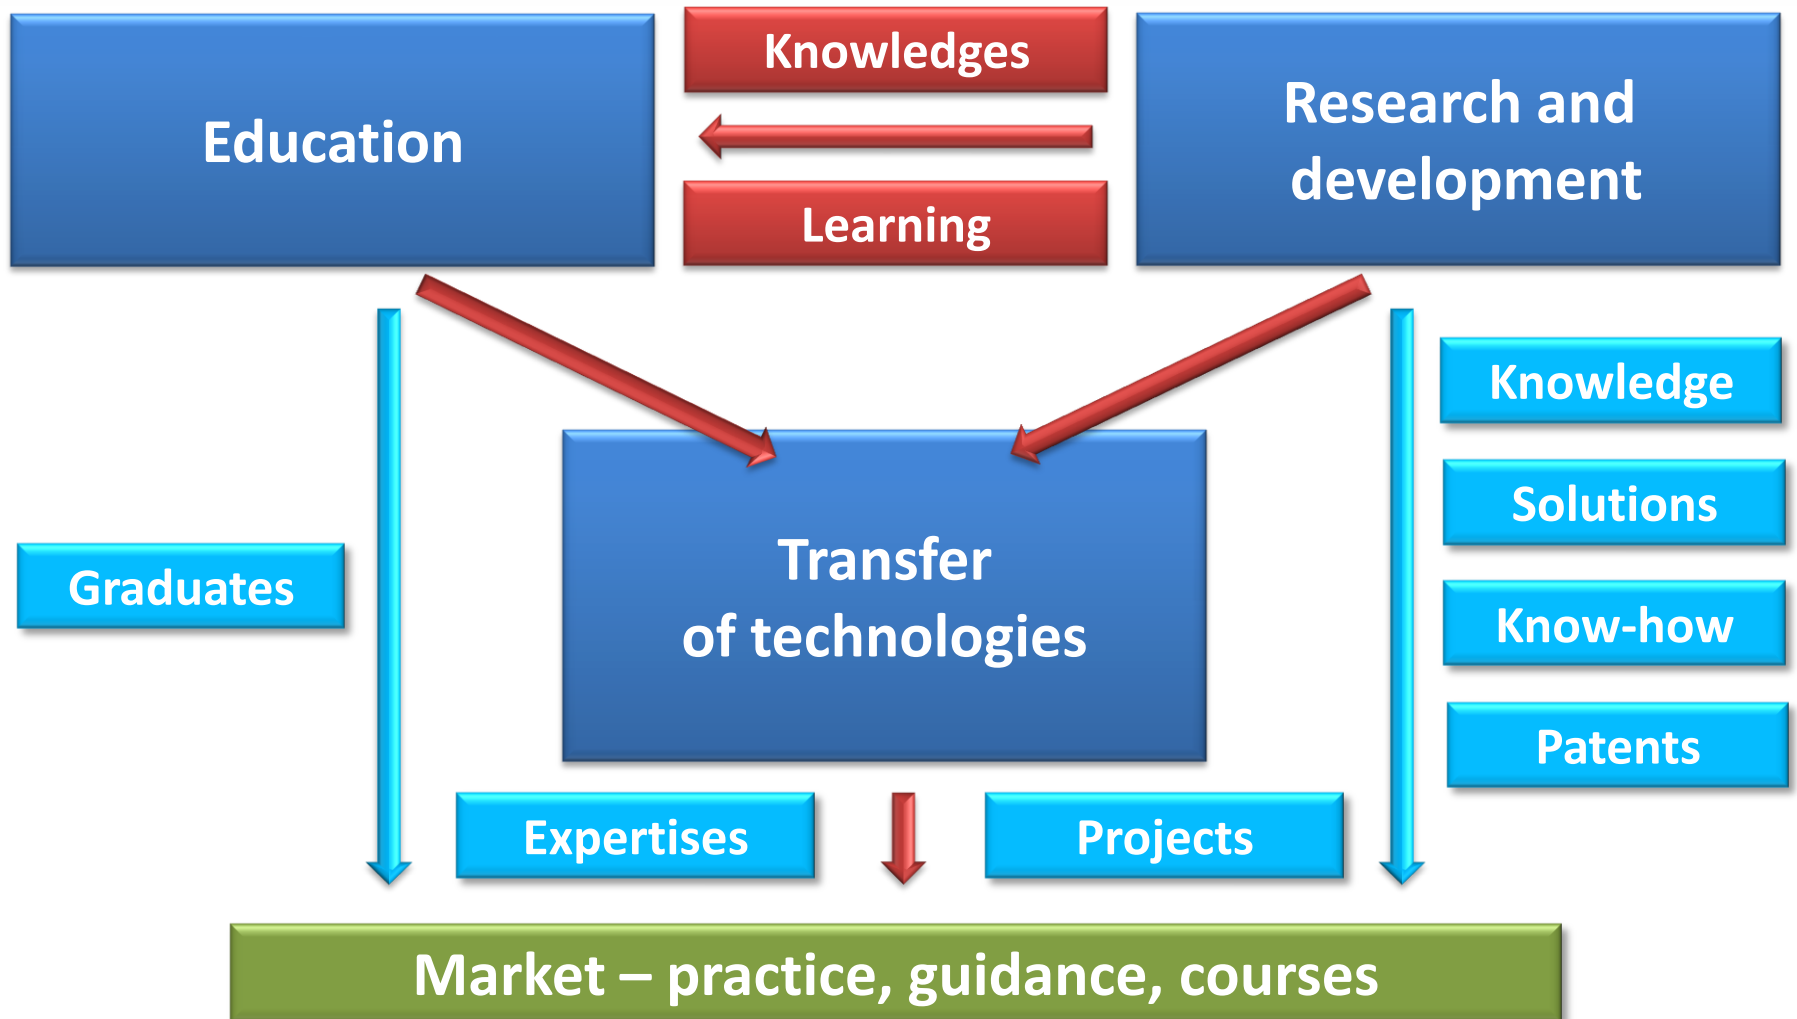 Education
Knowledges
Learning
Research and
development
Transfer
of technologies
Graduates
Knowledge
Solutions
Know-how
Patents
Expertises
Projects
Market – practice, guidance, courses